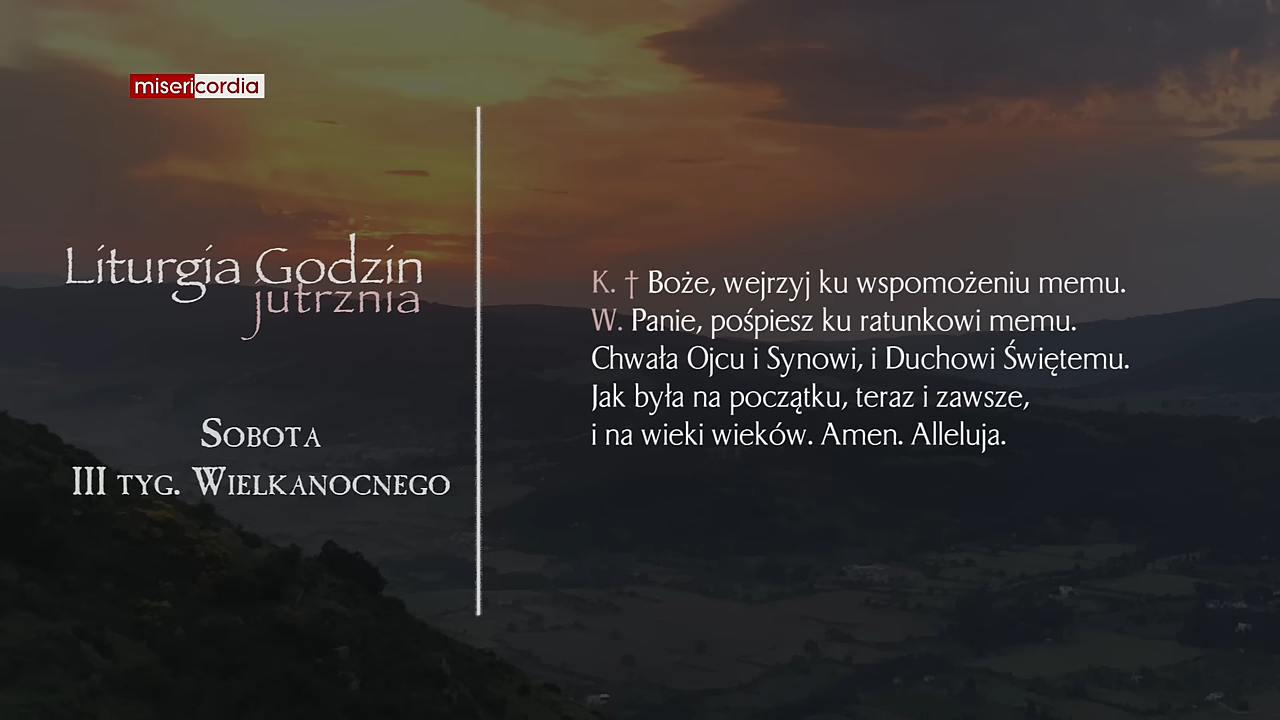 misericordia
Liturgia Godzin
jutrznia
Sobota
III tyg. Wielkanocnego
K. † Boże, wejrzyj ku wspomożeniu memu.
W. Panie, pośpiesz ku ratunkowi memu.
Chwała Ojcu i Synowi, i Duchowi Świętemu.
Jak była na początku, teraz i zawsze,
i na wieki wieków. Amen. Alleluja.